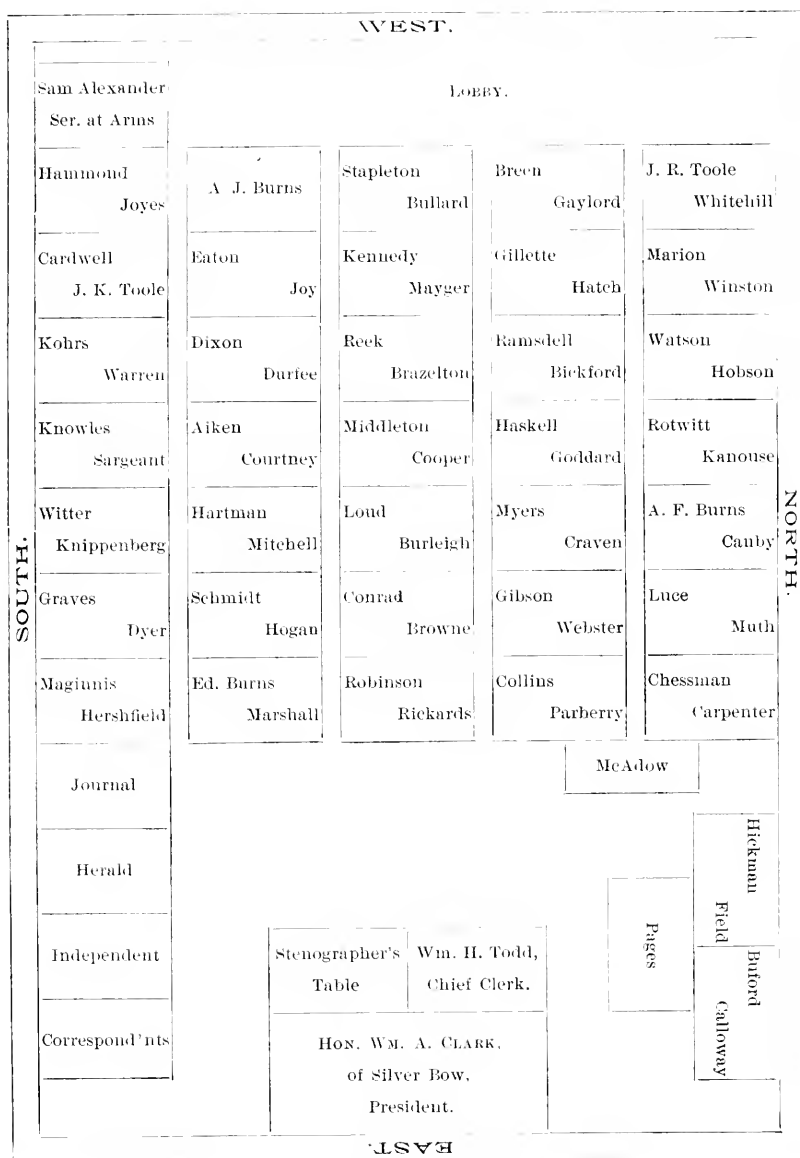 WEST.
LOBBY.
Sam Alexander
Ser. at Arms
Hammond
Joyes
Cardwell
J. K. Toole
Kohrs
Warren
Knowles
Sargeant
Witter
Knippenberg
Graves
Dyer
Maginnis
Hershfield
Journal
Herald
Independent
Correspond'nts
A. J. Burns
Eaton
Joy
Dixon
Durfee
Aiken
Courtney
Hartman
Mitchell
Schmidt
Hogan
Ed. Burns
Marshall
Stapleton
Bullard
Kennedy
Mayger
Reek
Brazelton
Middleton
Cooper
Loud
Burleigh
Conrad
Browne
Robinson
Rickards
Breen
Gaylord
Gillette
Hatch
Ramsdell
Bickford
Haskell
Goddard
Myers
Craven
Gibson
Webster
Collins
Parberry
J. R. Toole
Whitehill
Marion
Winston
Watson
Hobson
Rotwitt
Kanouse
A. F. Burns
Canby
Luce
Muth
Chessman
Carpenter
McAdow
Hickman
Field
Buford
Calloway
Pages
Stenographer's
Table
Wm. H. Todd,
Chief Clerk.
HON. WM. A. CLARK,
of Silver Bow,
President.
SOUTH.
NORTH.
EAST.